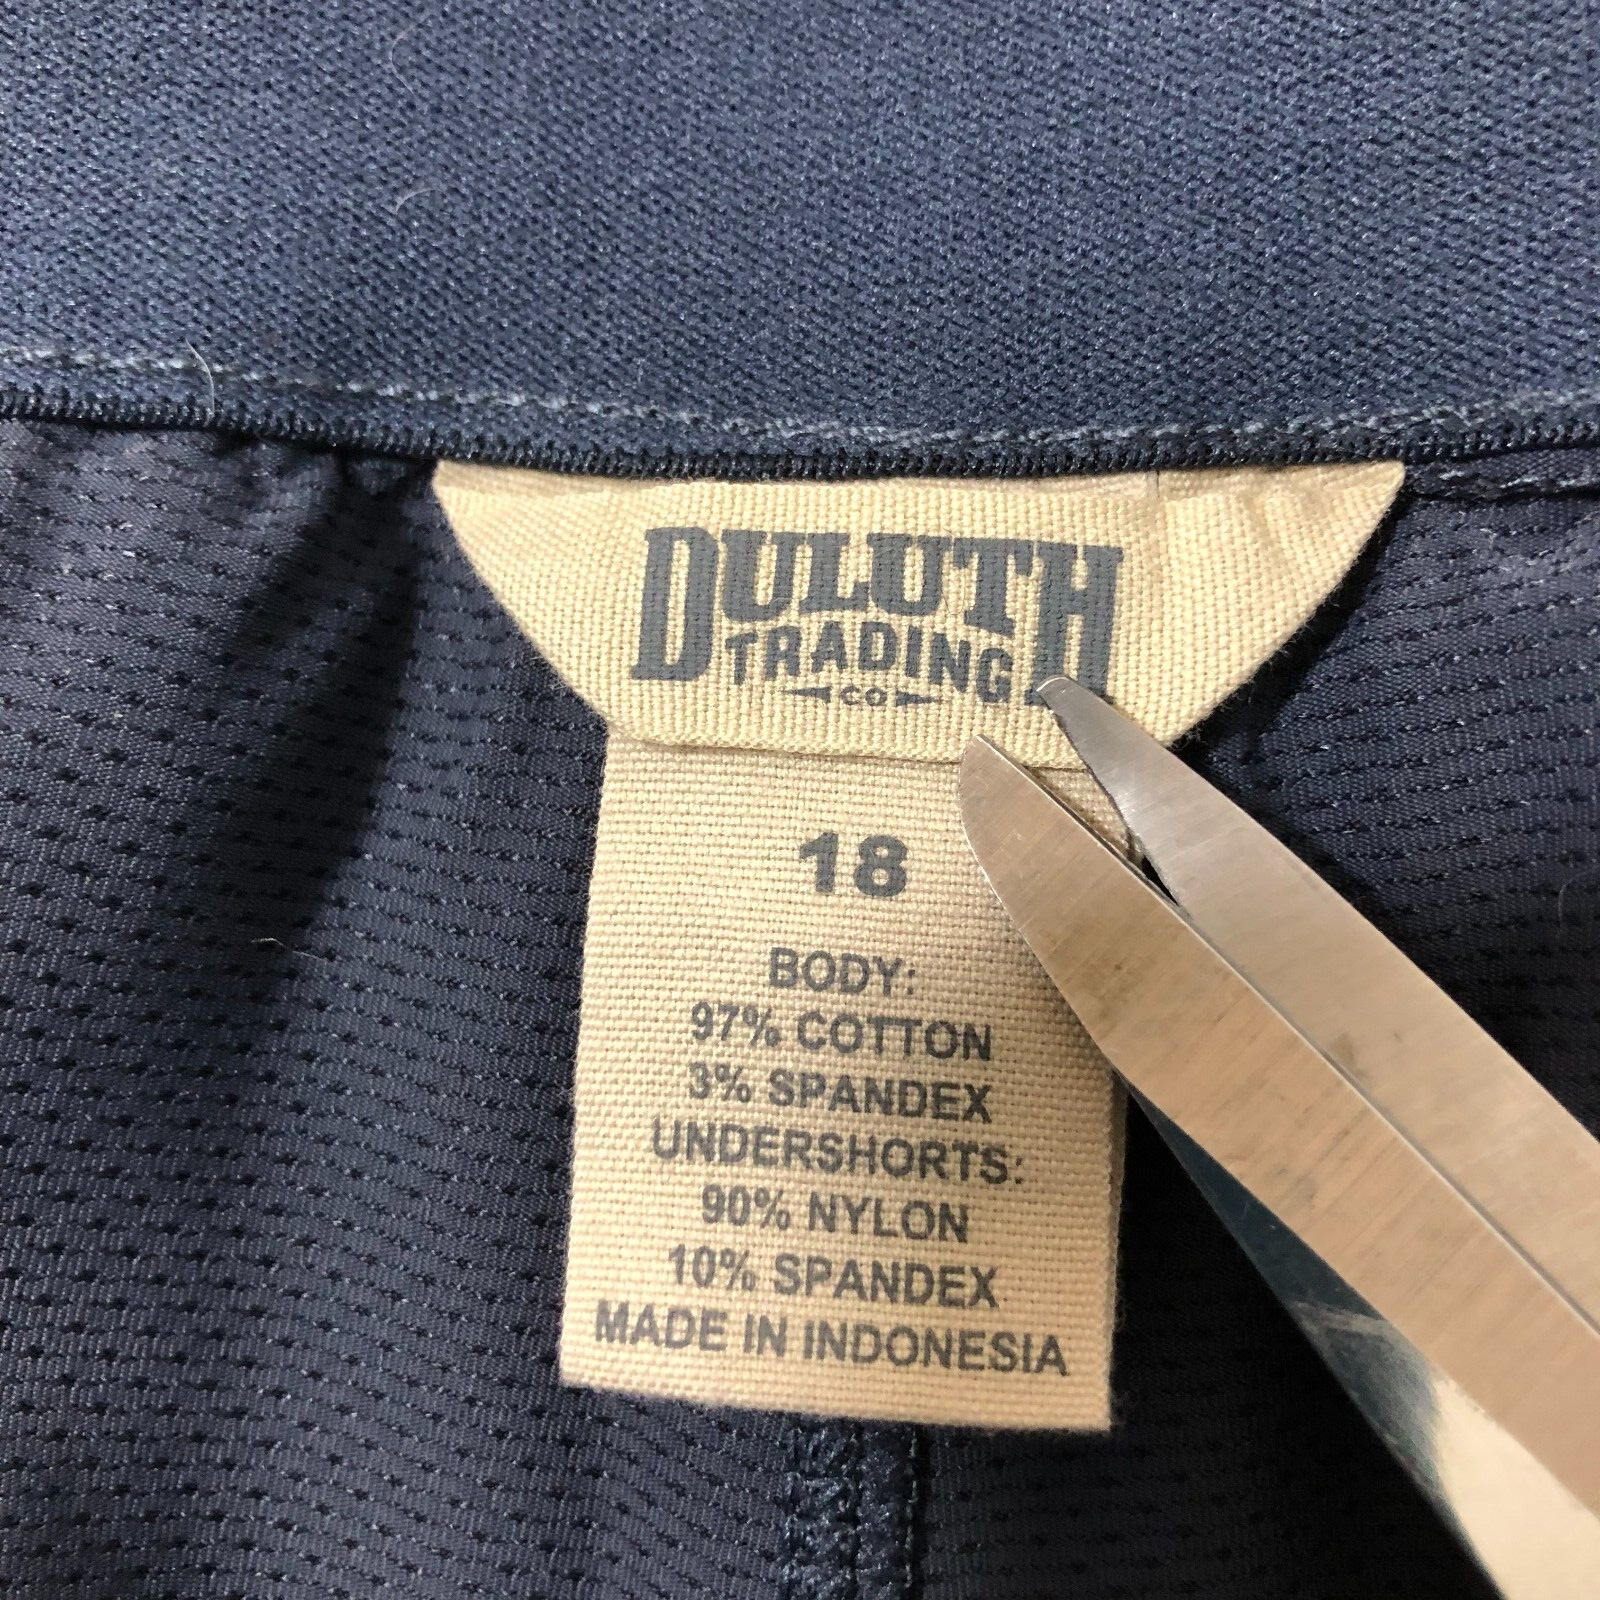 DULUTH
TRADING
CO
18
BODY:
97% COTTON
3% SPANDEX
UNDERSHORTS:
90% NYLON
10% SPANDEX
MADE IN INDONESIA